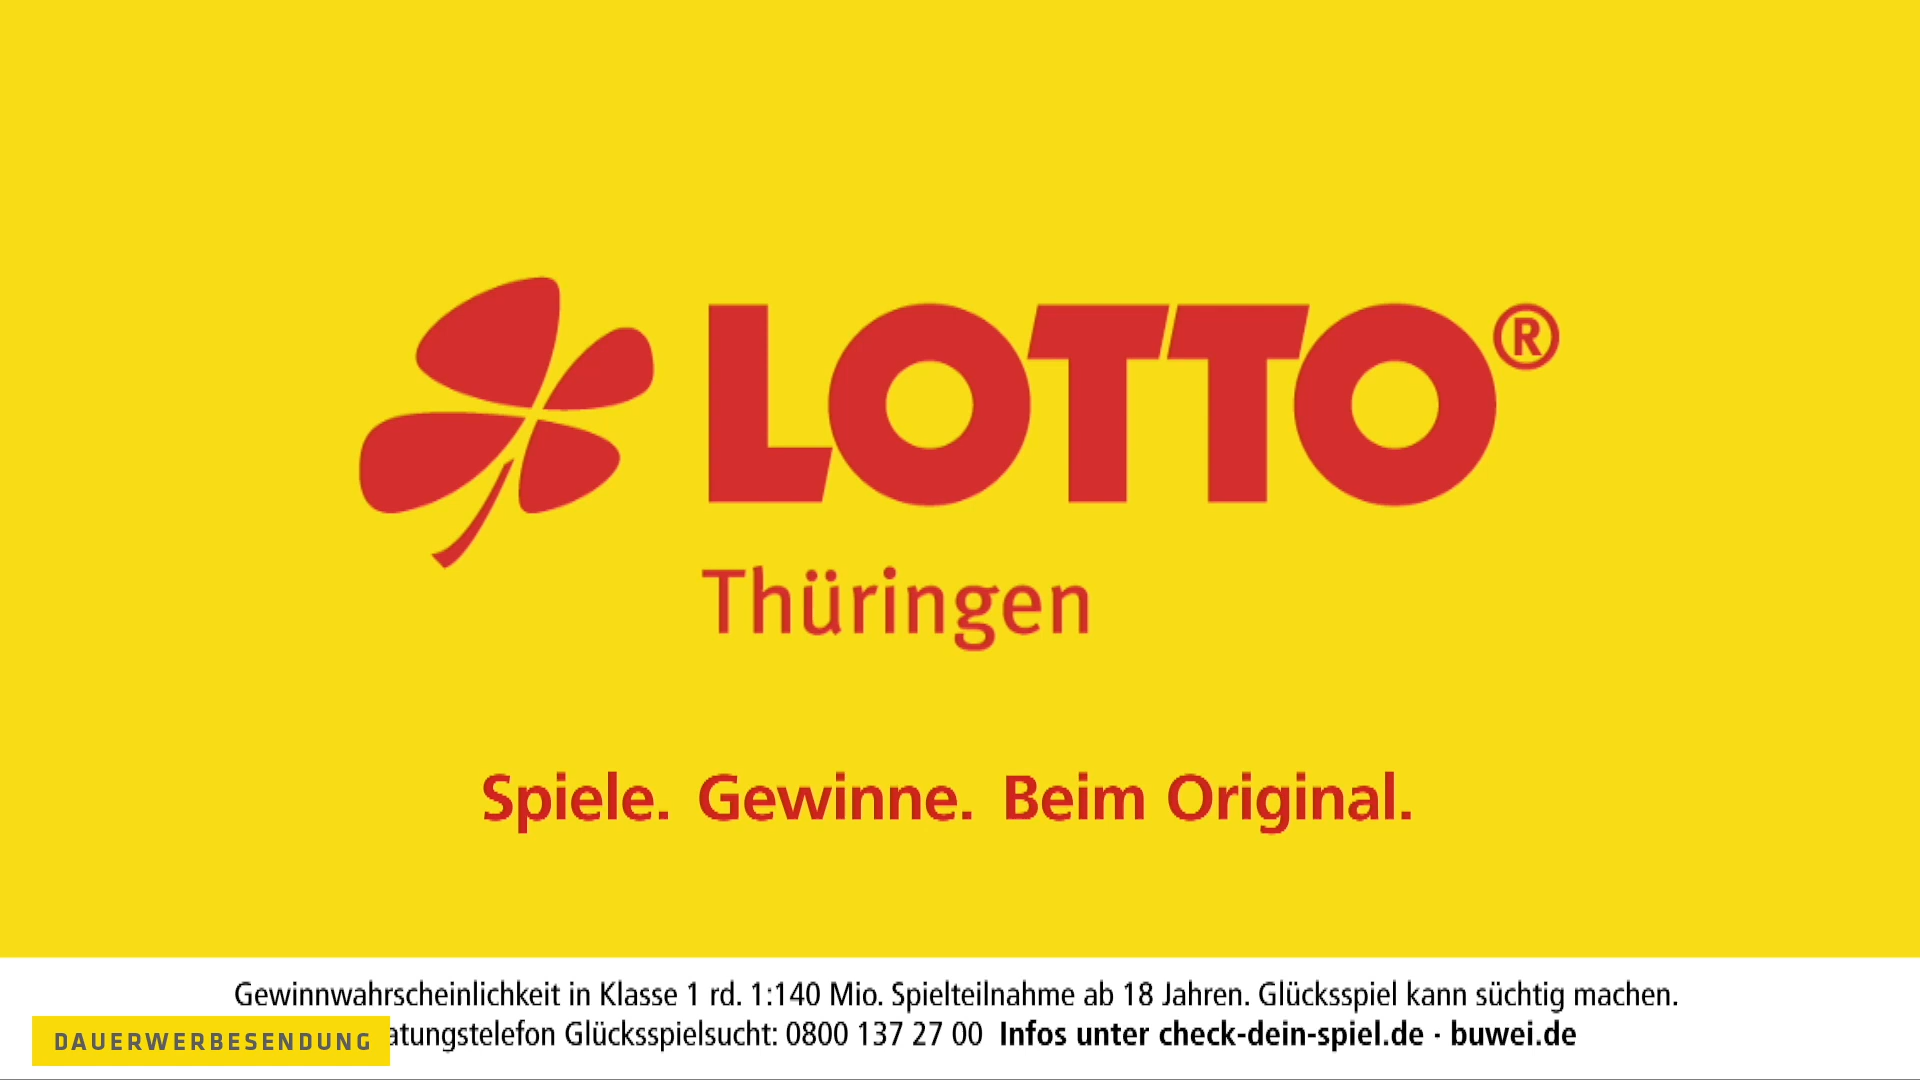 LOTTO®
Thüringen
Spiele. Gewinne. Beim Original.
Gewinnwahrscheinlichkeit in Klasse 1 rd. 1:140 Mio. Spielteilnahme ab 18 Jahren. Glücksspiel kann süchtig machen.
Glücksspielsucht: 0800 137 27 00 Infos unter check-dein-spiel.de · buwei.de
DAUERWERBESENDUNG